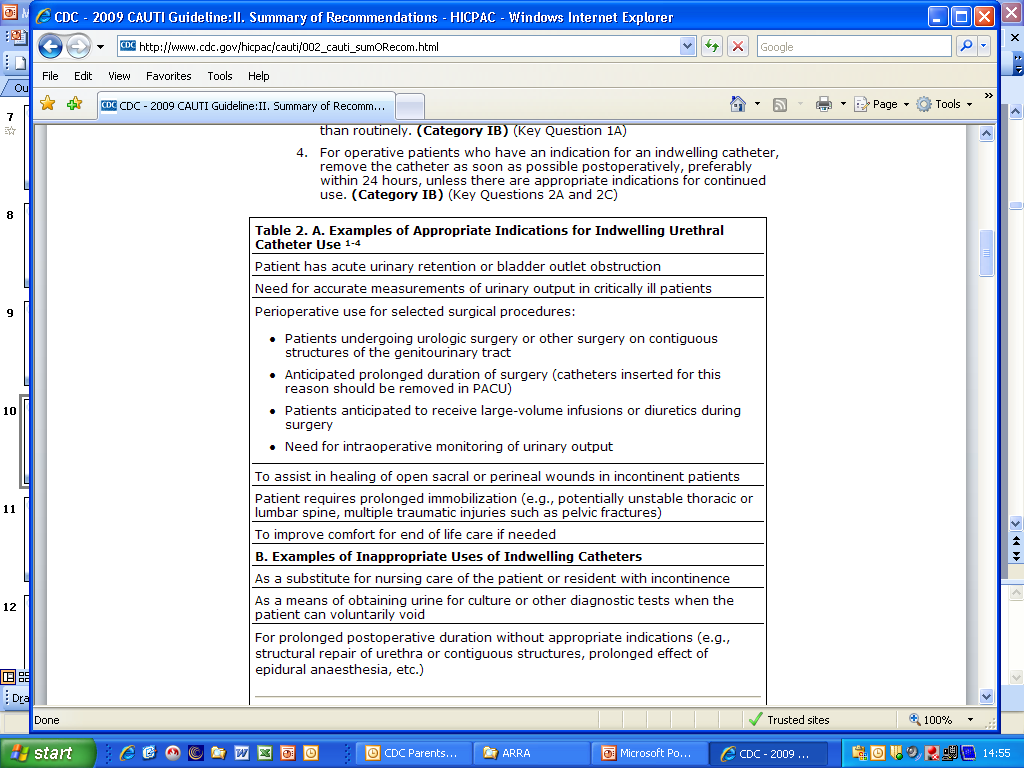 CDC - 2009 CAUTI Guideline:II. Summary of Recommendations - HICPAC - Windows Internet Explorer
http://www.cdc.gov/hicpac/cauti/002_cauti_sumORecom.html
Google
File Edit View Favorites Tools Help
CDC - 2009 CAUTI Guideline:II. Summary of Recomm...
Page Tools
Ou
7
8
9
10
11
12
than routinely. (Category IB) (Key Question 1A)
4. For operative patients who have an indication for an indwelling catheter,
remove the catheter as soon as possible postoperatively, preferably
within 24 hours, unless there are appropriate indications for continued
use. (Category IB) (Key Questions 2A and 2C)
Table 2. A. Examples of Appropriate Indications for Indwelling Urethral
Catheter Use 1-4
Patient has acute urinary retention or bladder outlet obstruction
Need for accurate measurements of urinary output in critically ill patients
Perioperative use for selected surgical procedures:
• Patients undergoing urologic surgery or other surgery on contiguous
structures of the genitourinary tract
• Anticipated prolonged duration of surgery (catheters inserted for this
reason should be removed in PACU)
• Patients anticipated to receive large-volume infusions or diuretics during
surgery
• Need for intraoperative monitoring of urinary output
To assist in healing of open sacral or perineal wounds in incontinent patients
Patient requires prolonged immobilization (e.g., potentially unstable thoracic or
lumbar spine, multiple traumatic injuries such as pelvic fractures)
To improve comfort for end of life care if needed
B. Examples of Inappropriate Uses of Indwelling Catheters
As a substitute for nursing care of the patient or resident with incontinence
As a means of obtaining urine for culture or other diagnostic tests when the
patient can voluntarily void
For prolonged postoperative duration without appropriate indications (e.g.,
structural repair of urethra or contiguous structures, prolonged effect of
epidural anaesthesia, etc.)
Dra
Done Trusted sites 100%
start CDC Parents... ARRA Microsoft Po... CDC - 2009 ... 14:55